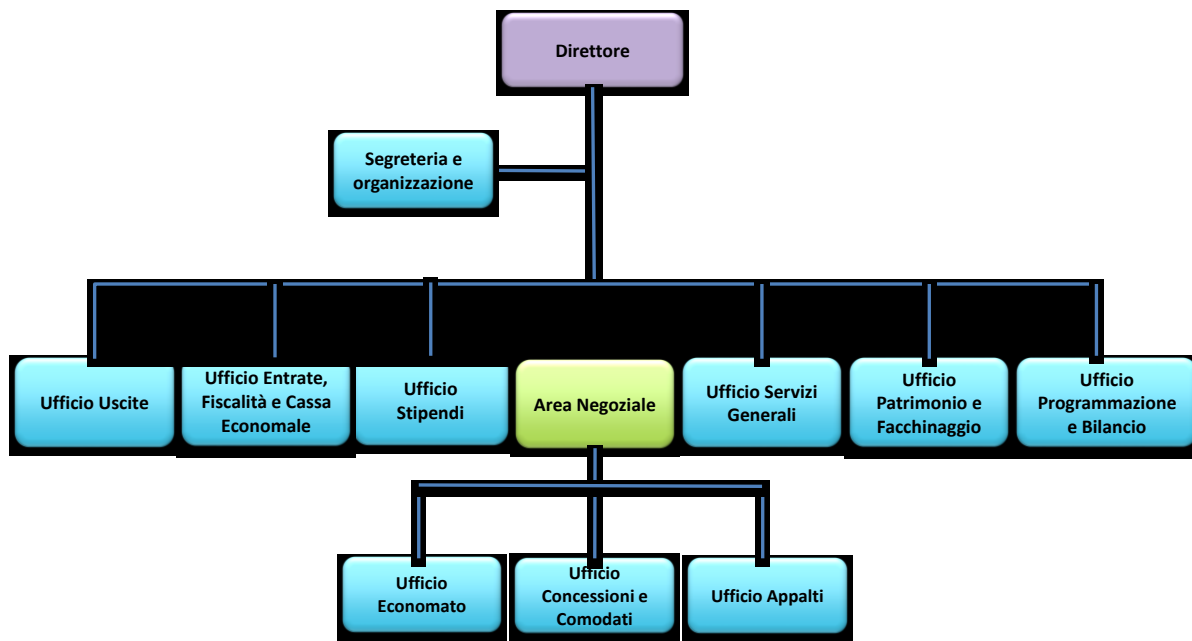 Direttore
Segreteria e
organizzazione
Ufficio Uscite
Ufficio Entrate,
Fiscalità e Cassa
Economale
Ufficio
Stipendi
Area Negoziale
Ufficio Servizi
Generali
Ufficio
Patrimonio e
Facchinaggio
Ufficio
Programmazione
e Bilancio
Ufficio
Economato
Ufficio
Concessioni e
Comodati
Ufficio Appalti